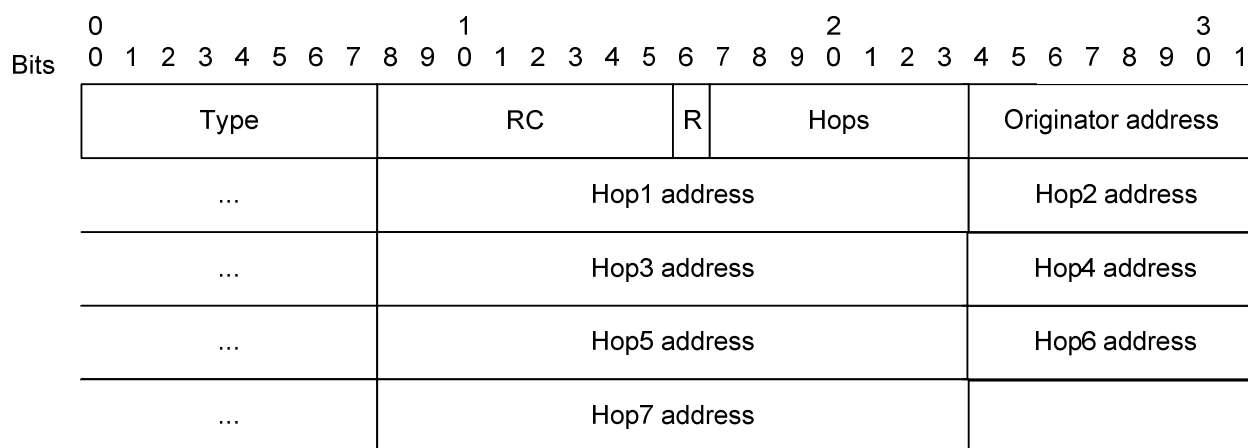 0 1 2 3
Bits 0 1 2 3 4 5 6 7 8 9 0 1 2 3 4 5 6 7 8 9 0 1 2 3 4 5 6 7 8 9 0 1
Type RC R Hops Originator address
... Hop1 address Hop2 address
... Hop3 address Hop4 address
... Hop5 address Hop6 address
... Hop7 address